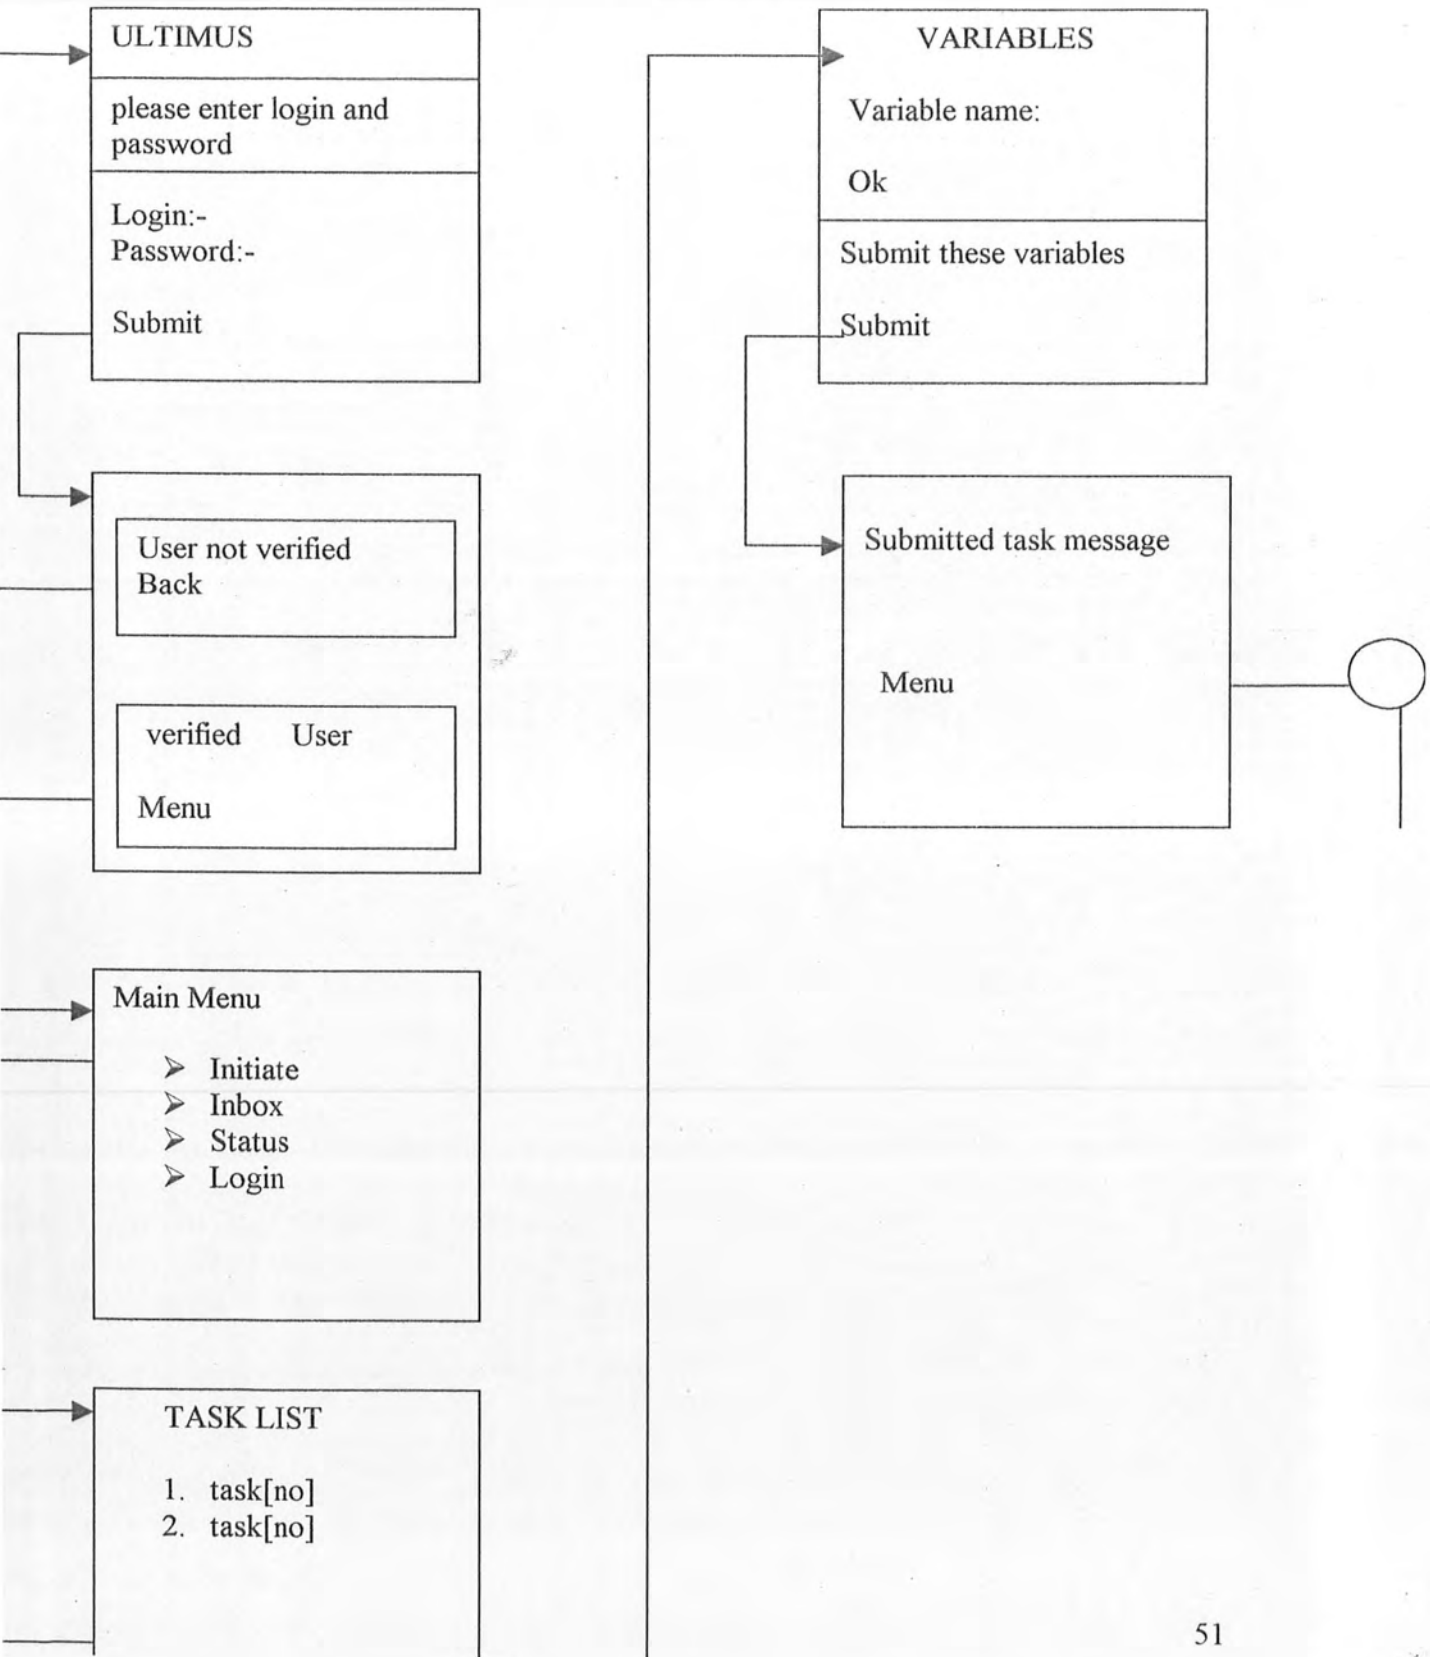 ULTIMUS
please enter login and
password
Login:-
Password:-
Submit
User not verified
Back
verified User
Menu
Main Menu
➢ Initiate
➢ Inbox
➢ Status
➢ Login
TASK LIST
1. task[no]
2. task[no]
VARIABLES
Variable name:
Ok
Submit these variables
Submit
Submitted task message
Menu
51